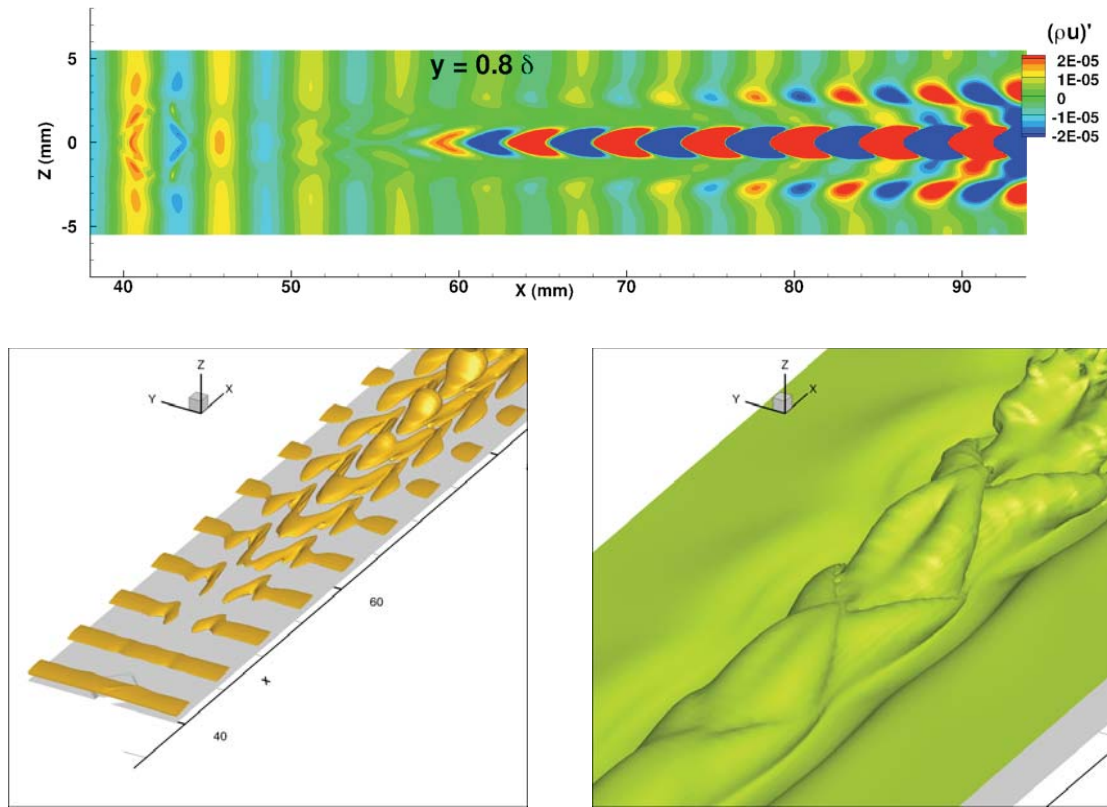 (ρu)'
5
y = 0.8 δ
2E-05
1E-05
0
-1E-05
-2E-05
Z (mm)
0
-5
40
50
60
70
80
90
X (mm)
Z
Y
X
60
X
40
Z
Y
X